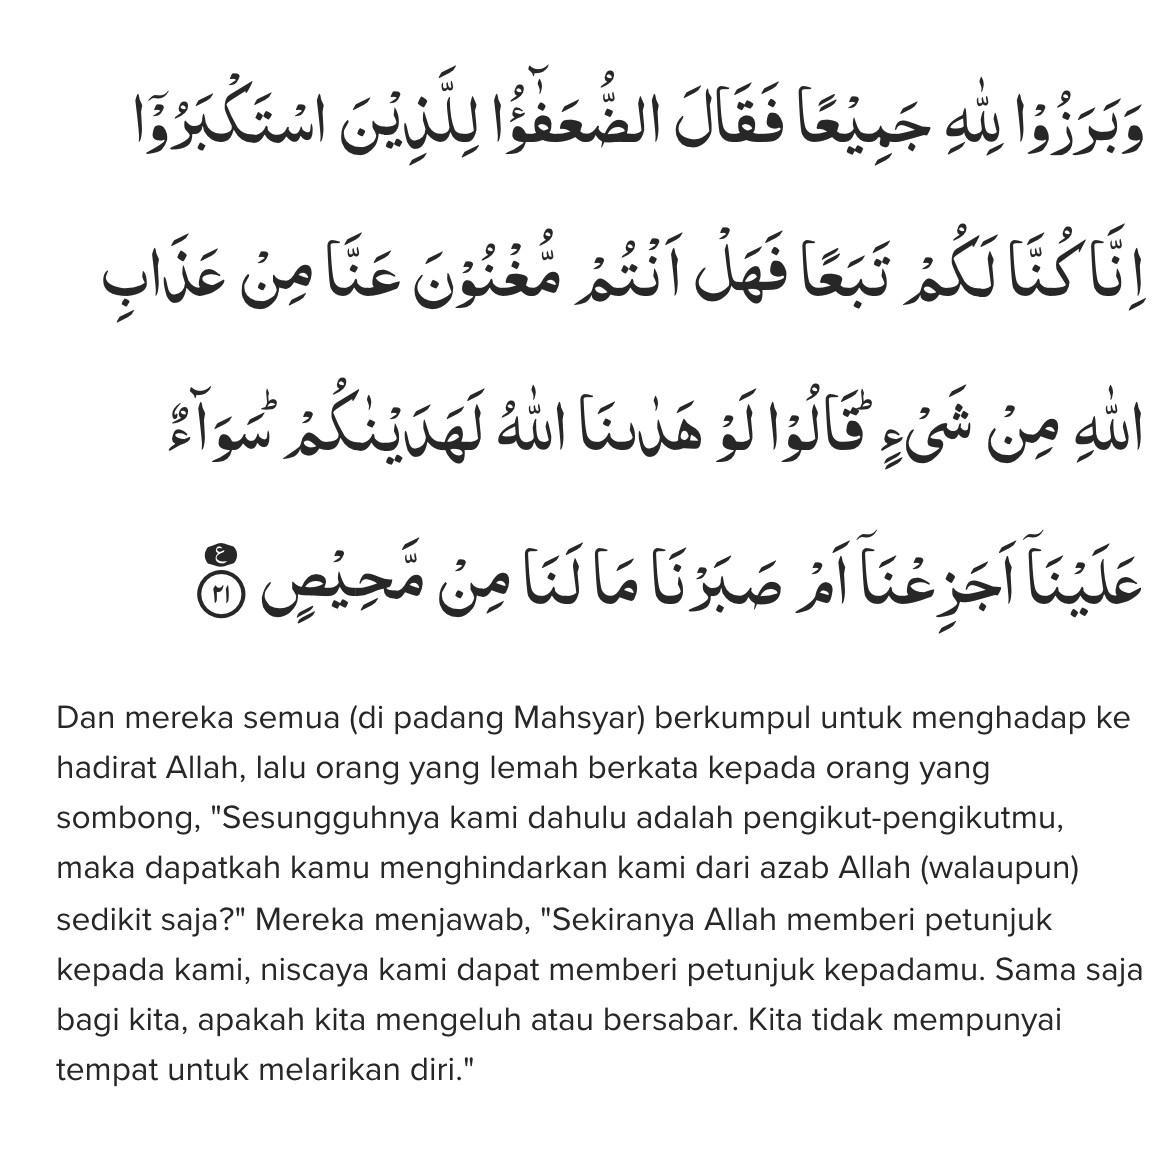 وَبَرَزُوْا لِلّٰهِ جَمِيْعًا فَقَالَ الضُّعَفٰۤؤُا لِلَّذِيْنَ اسْتَكْبَرُوْٓا
اِنَّا كُنَّا لَكُمْ تَبَعًا فَهَلْ اَنْتُمْ مُّغْنُوْنَ عَنَّا مِنْ عَذَابِ
اللّٰهِ مِنْ شَيْءٍ ۗقَالُوْا لَوْ هَدٰىنَا اللّٰهُ لَهَدَيْنٰكُمْ ۗسَوَاۤءٌ
عَلَيْنَآ اَجَزِعْنَآ اَمْ صَبَرْنَا مَا لَنَا مِنْ مَّحِيْصٍ ࣖ ٢١
Dan mereka semua (di padang Mahsyar) berkumpul untuk menghadap ke
hadirat Allah, lalu orang yang lemah berkata kepada orang yang
sombong, "Sesungguhnya kami dahulu adalah pengikut-pengikutmu,
maka dapatkah kamu menghindarkan kami dari azab Allah (walaupun)
sedikit saja?" Mereka menjawab, "Sekiranya Allah memberi petunjuk
kepada kami, niscaya kami dapat memberi petunjuk kepadamu. Sama saja
bagi kita, apakah kita mengeluh atau bersabar. Kita tidak mempunyai
tempat untuk melarikan diri."